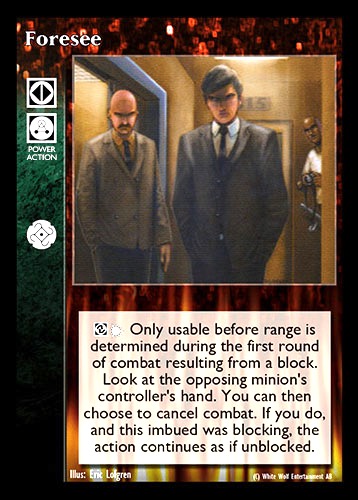 Foresee
POWER
ACTION
Only usable before range is
determined during the first round
of combat resulting from a block.
Look at the opposing minion's
controller's hand. You can then
choose to cancel combat. If you do,
and this imbued was blocking, the
action continues as if unblocked.
Illus: Eric Lofgren
(C) White Wolf Entertainment AB